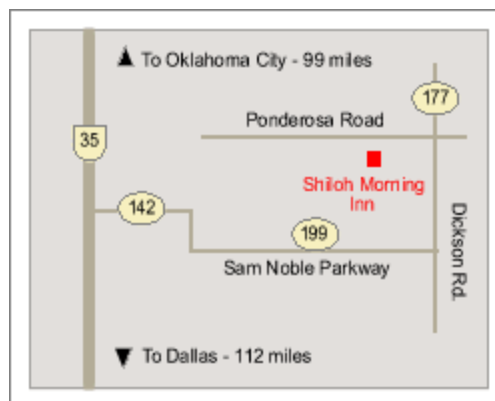 To Oklahoma City - 99 miles
177
Ponderosa Road
35
Shiloh Morning
Inn
142
199
Dickson Rd.
Sam Noble Parkway
To Dallas - 112 miles